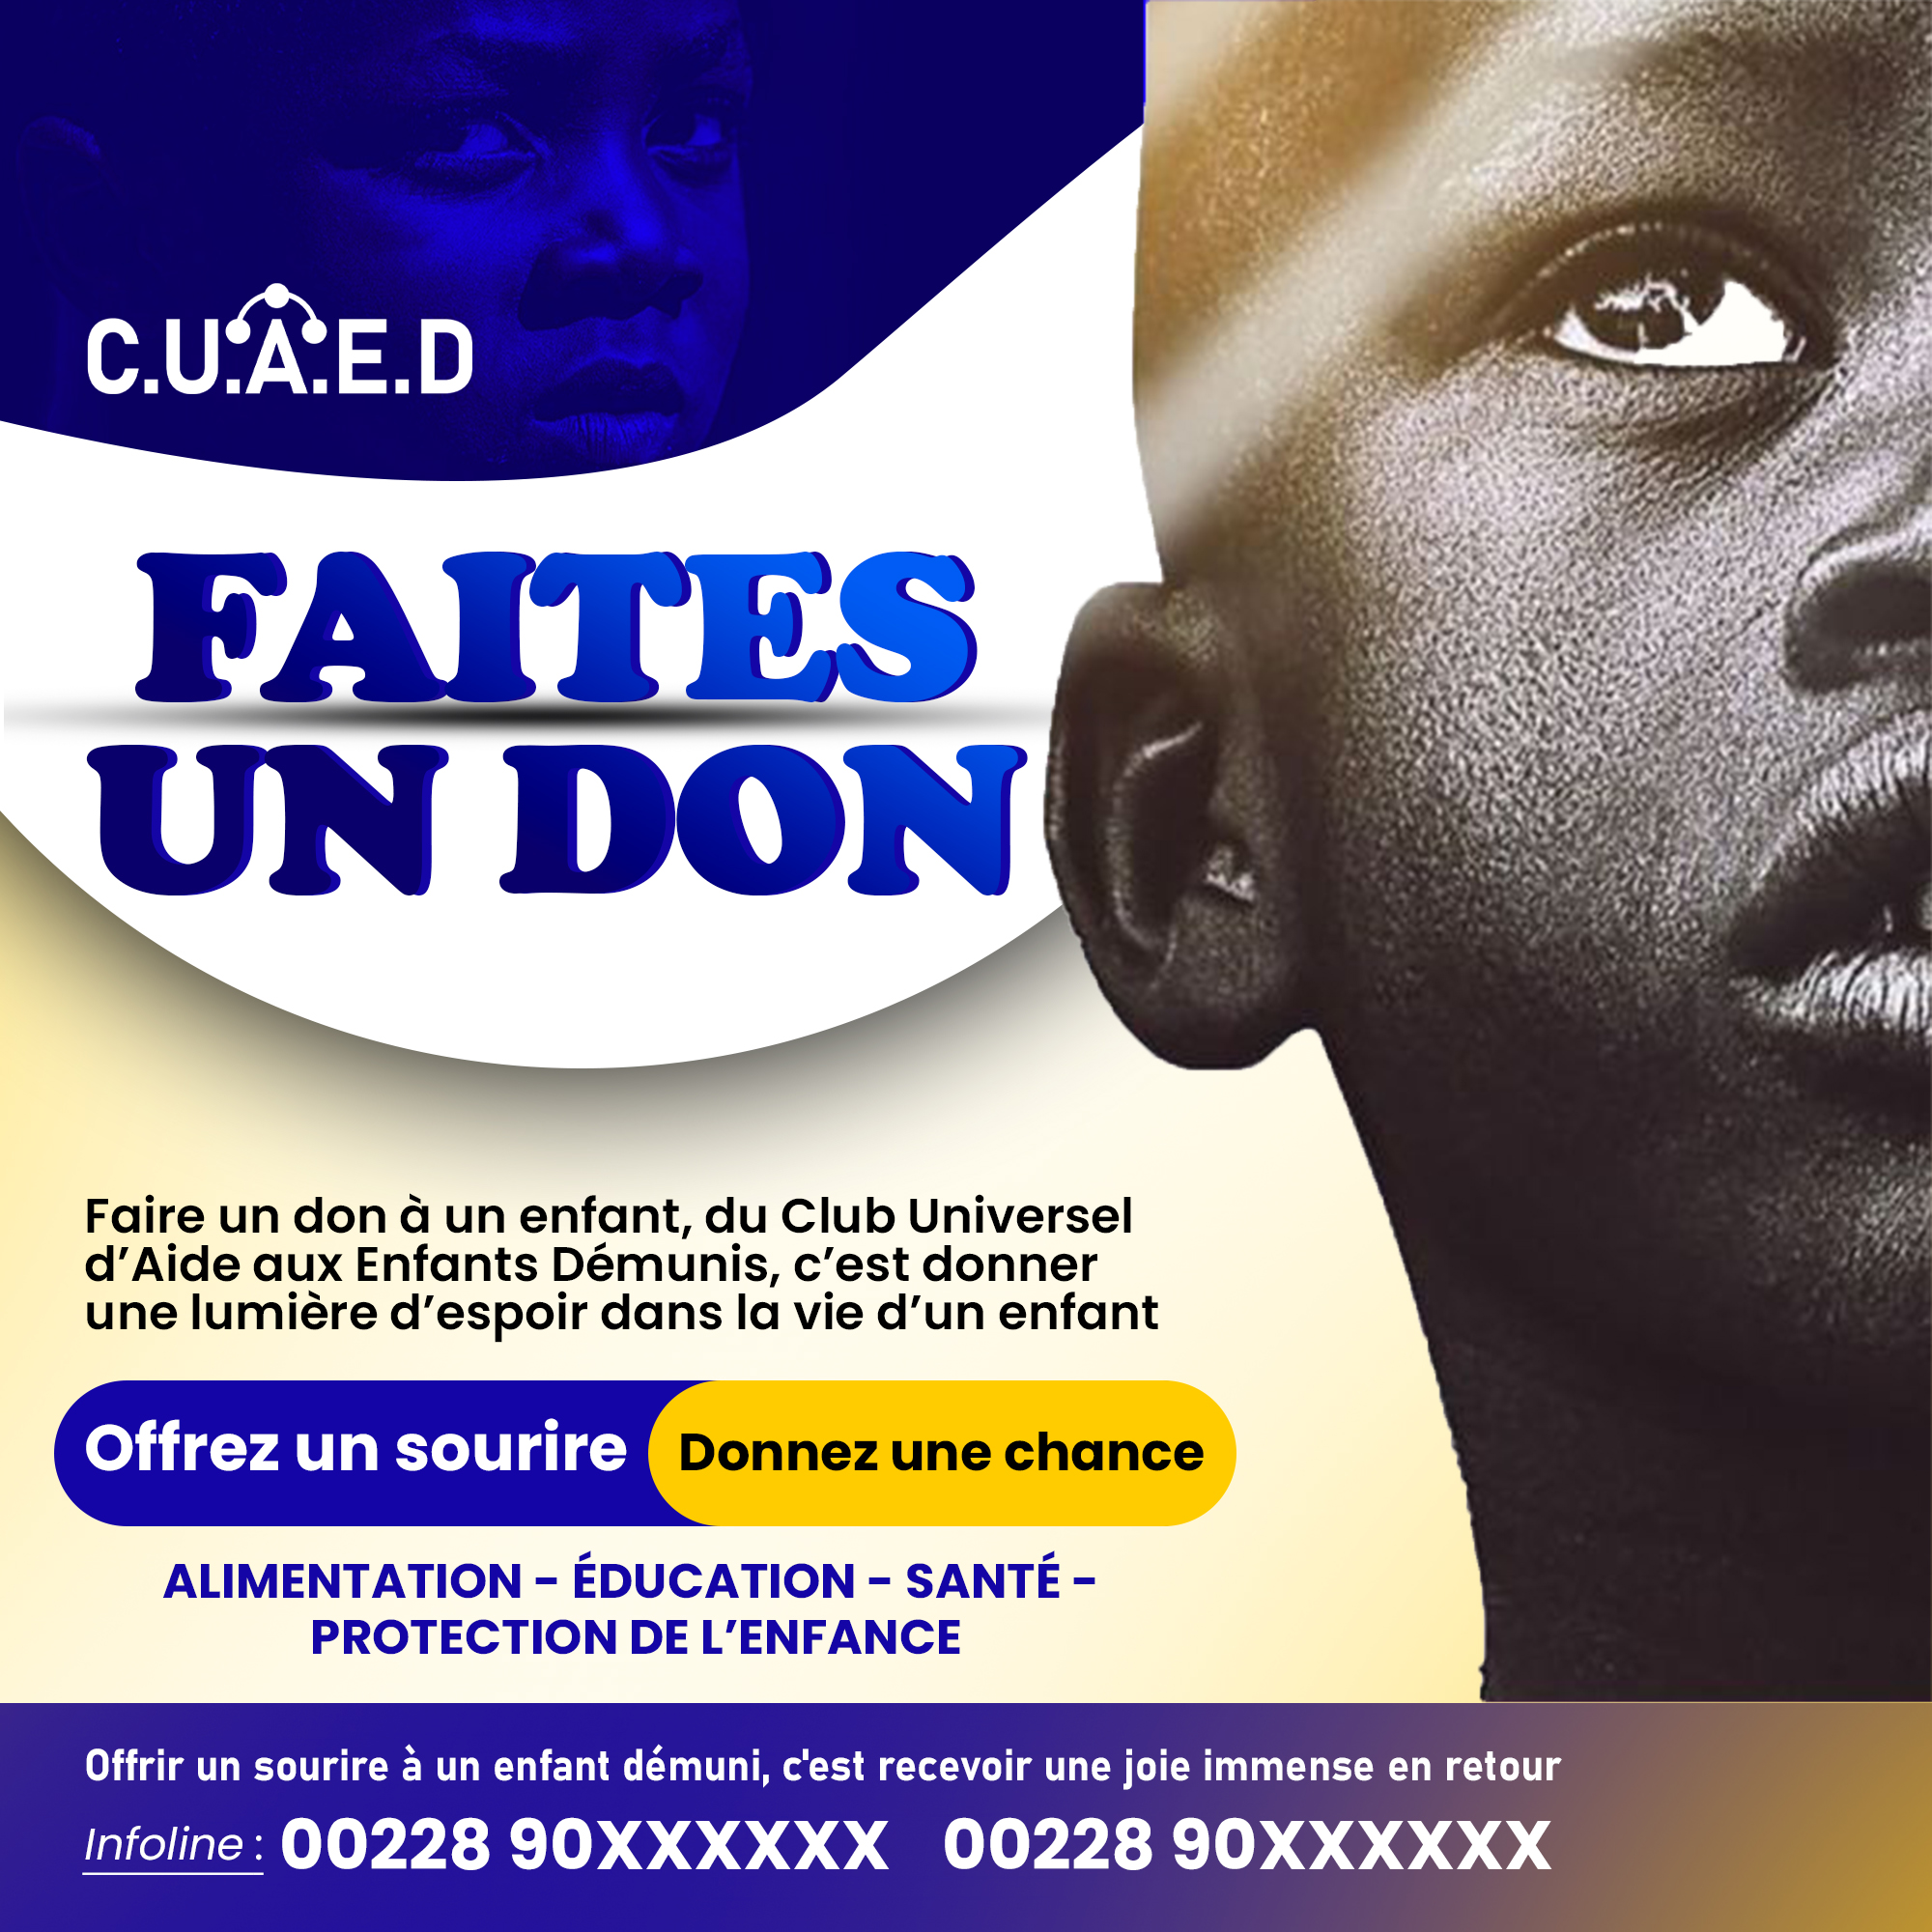 C.U.A.E.D
FAITES
UN DON
Faire un don à un enfant, du Club Universel
d’Aide aux Enfants Démunis, c’est donner
une lumière d’espoir dans la vie d’un enfant
Offrez un sourire Donnez une chance
ALIMENTATION - ÉDUCATION - SANTÉ -
PROTECTION DE L’ENFANCE
Offrir un sourire à un enfant démuni, c'est recevoir une joie immense en retour
Infoline : 00228 90XXXXXX 00228 90XXXXXX